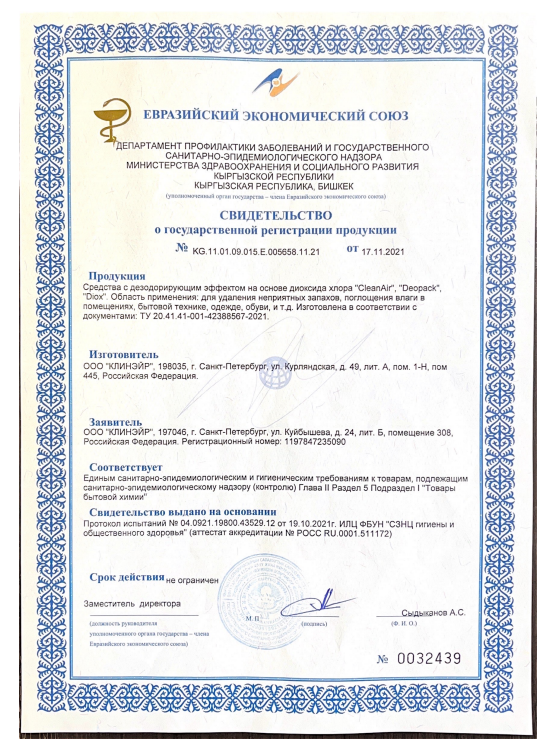 ЕВРАЗИЙСКИЙ ЭКОНОМИЧЕСКИЙ СОЮЗ
ДЕПАРТАМЕНТ ПРОФИЛАКТИКИ ЗАБОЛЕВАНИЙ И ГОСУДАРСТВЕННОГО
САНИТАРНО-ЭПИДЕМИОЛОГИЧЕСКОГО НАДЗОРА
МИНИСТЕРСТВА ЗДРАВООХРАНЕНИЯ И СОЦИАЛЬНОГО РАЗВИТИЯ
КЫРГЫЗСКОЙ РЕСПУБЛИКИ
КЫРГЫЗСКАЯ РЕСПУБЛИКА, БИШКЕК
(уполномоченный орган государства – члена Евразийского экономического союза)
СВИДЕТЕЛЬСТВО
о государственной регистрации продукции
№ KG.11.01.09.015.E.005658.11.21 от 17.11.2021
Продукция
Средства с дезодорирующим эффектом на основе диоксида хлора "CleanAir", "Deopack",
"Diox". Область применения: для удаления неприятных запахов, поглощения влаги в
помещениях, бытовой технике, одежде, обуви, и т.д. Изготовлена в соответствии с
документами: ТУ 20.41.41-001-42388567-2021.
Изготовитель
ООО "КЛИНЭЙР", 198035, г. Санкт-Петербург, ул. Курляндская, д. 49, лит. А, пом. 1-Н, пом
445, Российская Федерация.
Заявитель
ООО "КЛИНЭЙР", 197046, г. Санкт-Петербург, ул. Куйбышева, д. 24, лит. Б, помещение 308,
Российская Федерация. Регистрационный номер: 1197847235090
Соответствует
Единым санитарно-эпидемиологическим и гигиеническим требованиям к товарам, подлежащим
санитарно-эпидемиологическому надзору (контролю) Глава II Раздел 5 Подраздел I "Товары
бытовой химии"
Свидетельство выдано на основании
Протокол испытаний № 04.0921.19800.43529.12 от 19.10.2021г. ИЛЦ ФБУН "СЗНЦ гигиены и
общественного здоровья" (аттестат аккредитации № РОСС RU.0001.511172)
Срок действия не ограничен
Заместитель директора
Сыдыканов А.С.
(должность руководителя
уполномоченного органа государства – члена
Евразийского экономического союза)
М. П.
(подпись)
(Ф. И. О.)
№ 0032439